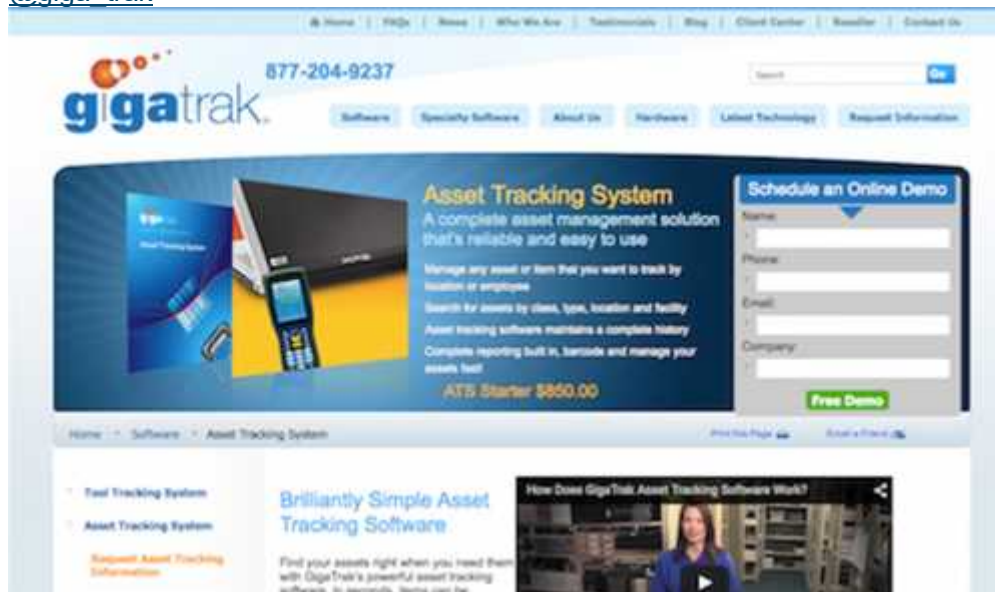 @giga_trak
Home | FAQs | News | Who We Are | Testimonials | Blog | Client Center | Reseller | Contact Us
gigatrak.
877-204-9237
Search
Go
Software
Specialty Software
About Us
Hardware
Latest Technology
Request Information
Asset Tracking System
A complete asset management solution
that's reliable and easy to use
Manage any asset or item that you want to track by
location or employee
Search for assets by class, type, location and facility
Asset tracking software maintains a complete history
Complete reporting built in, barcode and manage your
assets fast!
ATS Starter $850.00
Schedule an Online Demo
Name:
Phone:
Email:
Company:
Free Demo
Home
Software
Asset Tracking System
Print this Page
Email a Friend
Tool Tracking System
Asset Tracking System
Request Asset Tracking
Information
Brilliantly Simple Asset
Tracking Software
Find your assets right when you need them
with GigaTrak's powerful asset tracking
software. In seconds, items can be
How Does GigaTrak Asset Tracking Software Work?